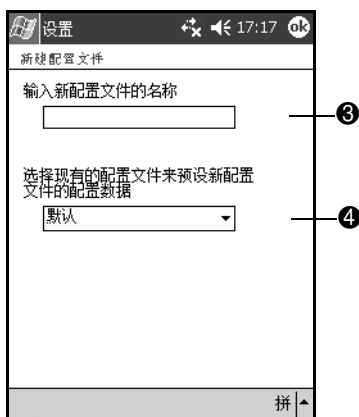 设置 17:17 ok
新建配置文件
输入新配置文件的名称
❸
选择现有的配置文件来预设新配置
文件的配置数据
默认
❹
拼